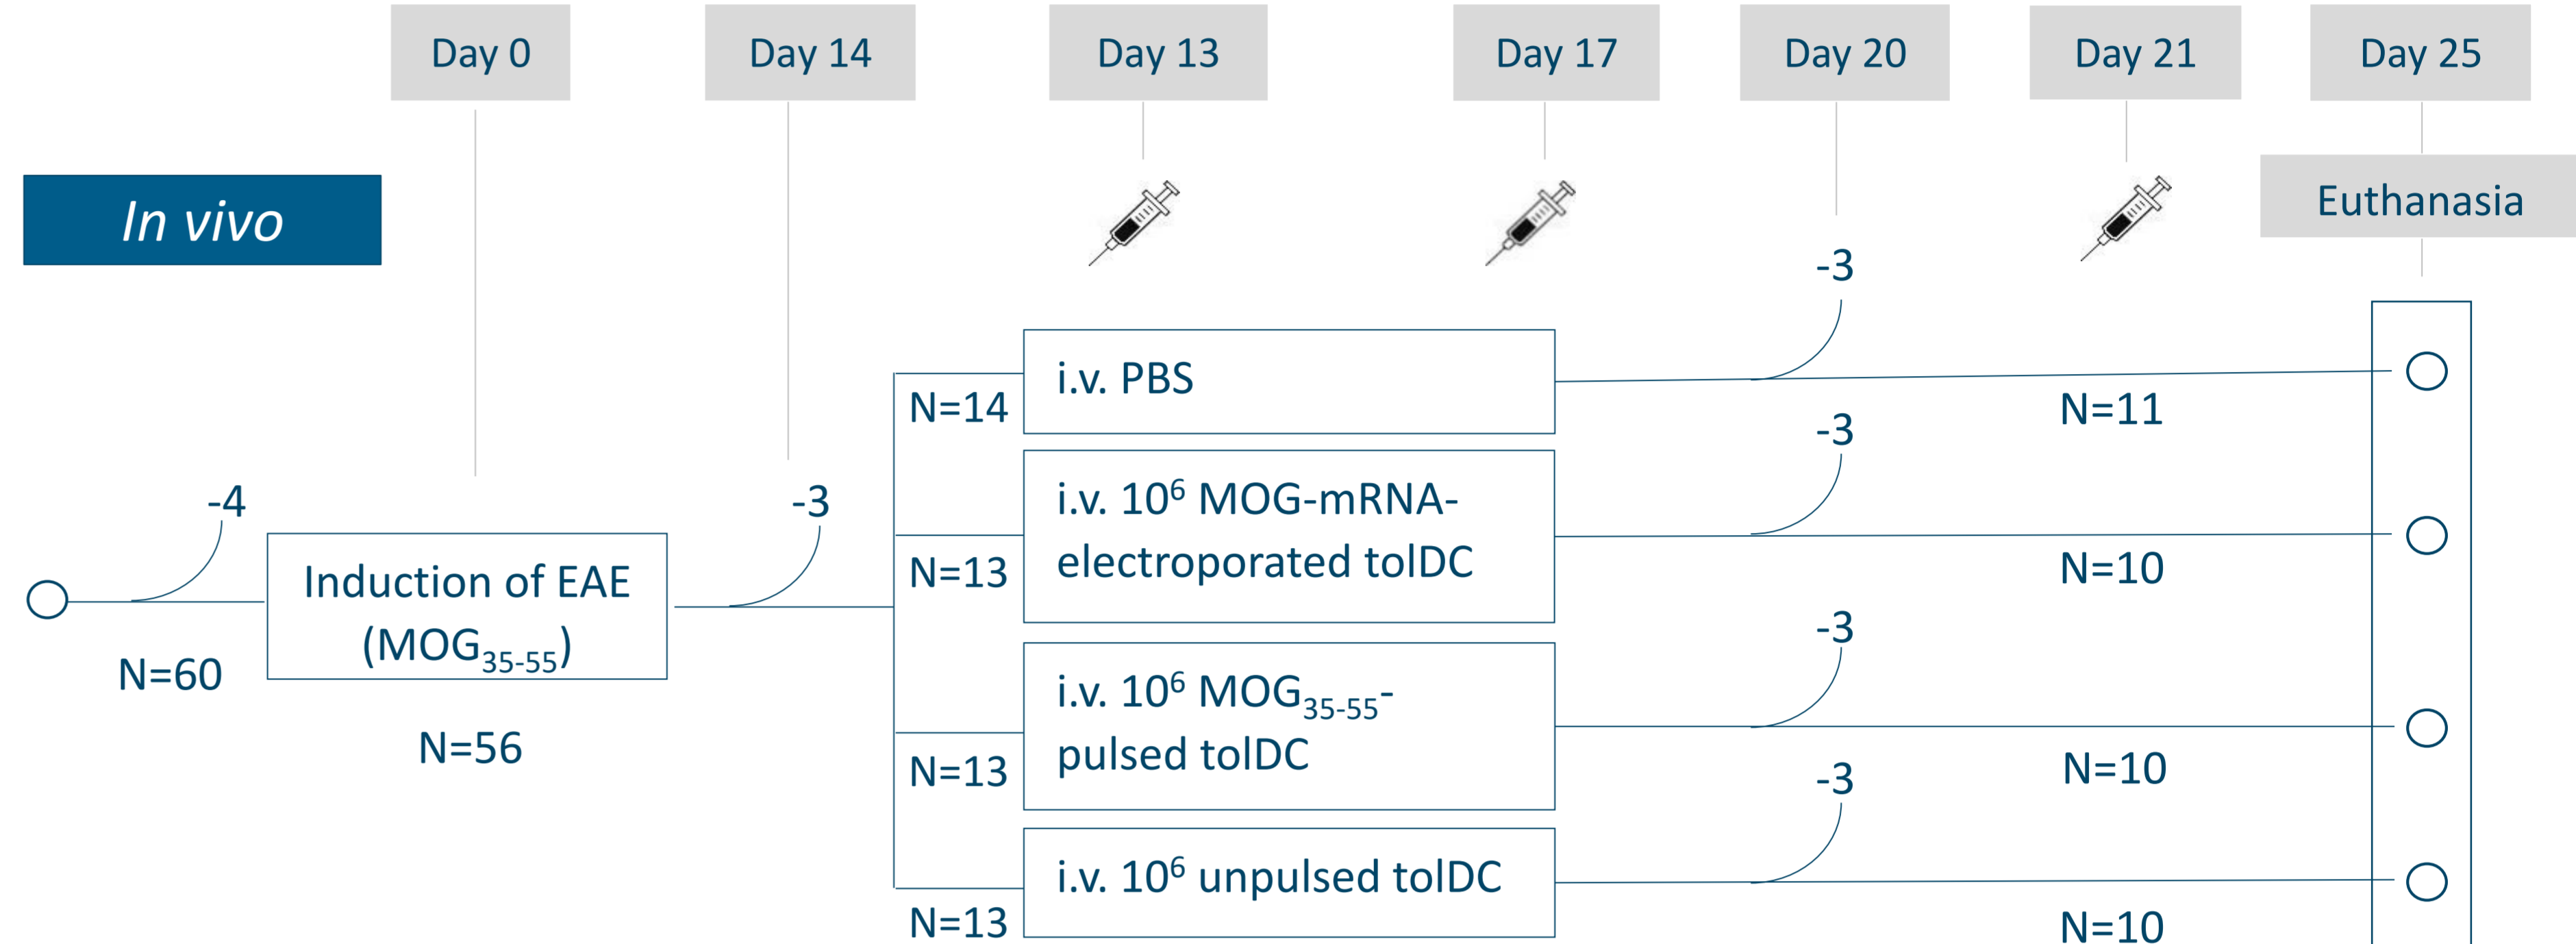 Day 0
Day 14
Day 13
Day 17
Day 20
Day 21
Day 25
In vivo
Euthanasia
-4
N=60
Induction of EAE
(MOG35-55)
N=56
-3
N=14
i.v. PBS
-3
N=11
N=13
i.v. 10⁶ MOG-mRNA-
electroporated tolDC
-3
N=10
N=13
i.v. 10⁶ MOG35-55-
pulsed tolDC
-3
N=10
N=13
i.v. 10⁶ unpulsed tolDC
-3
N=10